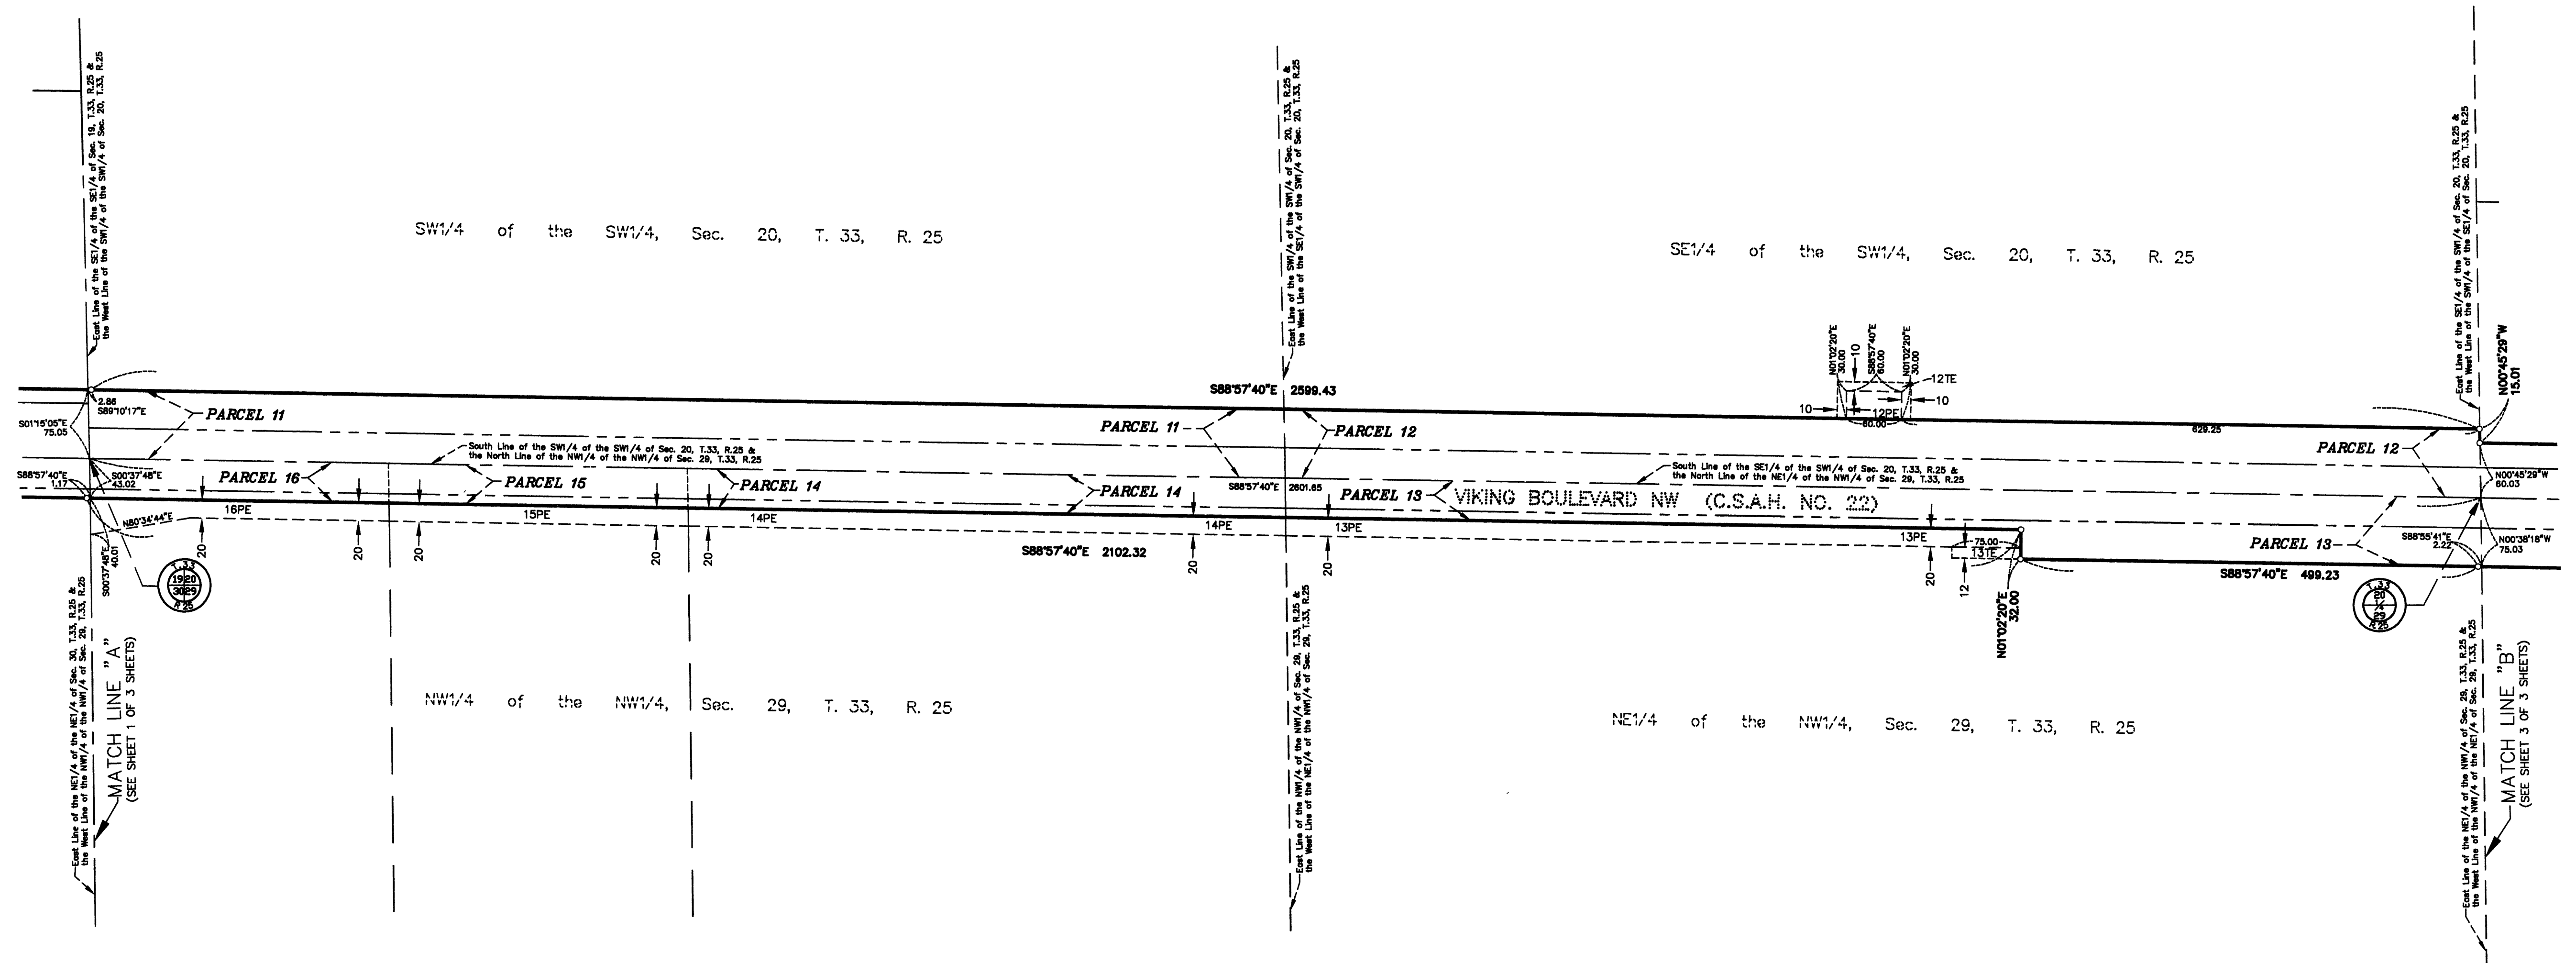 East Line of the SE1/4 of the SE1/4 of Sec. 19, T.33, R.25 &
the West Line of the SW1/4 of the SW1/4 of Sec. 20, T.33, R.25
East Line of the SW1/4 of the SW1/4 of Sec. 20, T.33, R.25 &
the West Line of the SE1/4 of the SW1/4 of Sec. 20, T.33, R.25
East Line of the SE1/4 of the SW1/4 of Sec. 20, T.33, R.25 &
the West Line of the SW1/4 of the SE1/4 of Sec. 20, T.33, R.25
SW1/4 of the SW1/4, Sec. 20, T. 33, R. 25
SE1/4 of the SW1/4, Sec. 20, T. 33, R. 25
N01°02'20"E
30.00
S88°57'40"E
60.00
N01°02'20"E
30.00
10
12TE
10
10
12PE
60.00
N00°45'29"W
15.01
S88°57'40"E 2599.43
629.25
2.86
S89°10'17"E
PARCEL 11
S01°15'05"E
75.05
PARCEL 11
PARCEL 12
PARCEL 12
South Line of the SW1/4 of the SW1/4 of Sec. 20, T.33, R.25 &
the North Line of the NW1/4 of the NW1/4 of Sec. 29, T.33, R.25
South Line of the SE1/4 of the SW1/4 of Sec. 20, T.33, R.25 &
the North Line of the NE1/4 of the NW1/4 of Sec. 29, T.33, R.25
S88°57'40"E
1.17
S00°37'48"E
43.02
PARCEL 16
PARCEL 15
PARCEL 14
PARCEL 14
S88°57'40"E 2601.65
PARCEL 13
VIKING BOULEVARD NW (C.S.A.H. NO. 22)
N00°45'29"W
60.03
N80°34'44"E
16PE
15PE
14PE
14PE
13PE
13PE
75.00
13TE
S88°55'41"E
2.22
N00°38'18"W
75.03
PARCEL 13
20
20
20
20
20
20
20
20
12
S88°57'40"E 2102.32
S88°57'40"E 499.23
S00°37'48"E
40.01
N01°02'20"E
32.00
T.33
19 20
30 29
R 25
T.33
20
1/4
29
R 25
East Line of the NE1/4 of the NE1/4 of Sec. 30, T.33, R.25 &
the West Line of the NW1/4 of the NW1/4 of Sec. 29, T.33, R.25
MATCH LINE "A"
(SEE SHEET 1 OF 3 SHEETS)
NW1/4 of the NW1/4, Sec. 29, T. 33, R. 25
East Line of the NW1/4 of the NW1/4 of Sec. 29, T.33, R.25 &
the West Line of the NE1/4 of the NW1/4 of Sec. 29, T.33, R.25
NE1/4 of the NW1/4, Sec. 29, T. 33, R. 25
East Line of the NE1/4 of the NW1/4 of Sec. 29, T.33, R.25 &
the West Line of the NW1/4 of the NE1/4 of Sec. 29, T.33, R.25
MATCH LINE "B"
(SEE SHEET 3 OF 3 SHEETS)